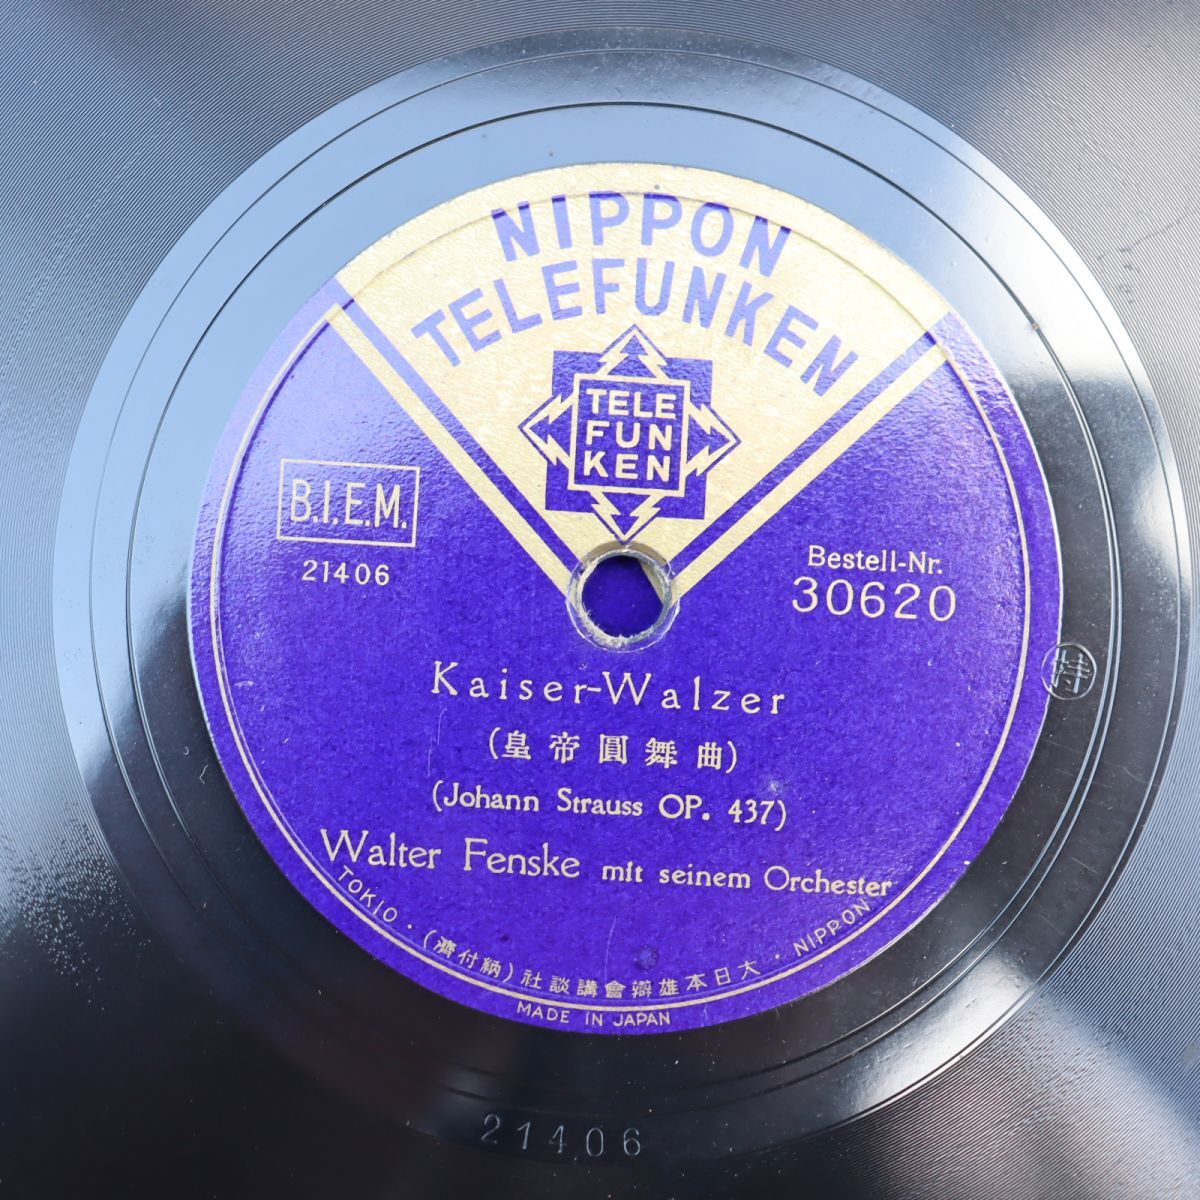 NIPPON
TELEFUNKEN
TELE
FUN
KEN
B.I.E.M.
21406
Bestell-Nr.
30620
特
Kaiser-Walzer
(皇帝圓舞曲)
(Johann Strauss OP. 437)
Walter Fenske mit seinem Orchester
TOKIO・(濟付納)社談講會辯雄本日大・NIPPON
MADE IN JAPAN
21406